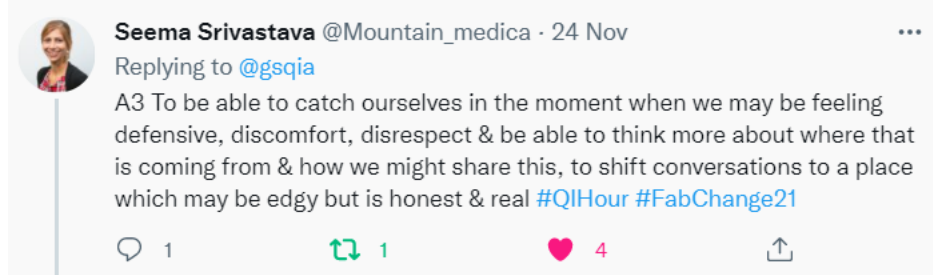 Seema Srivastava @Mountain_medica · 24 Nov
Replying to @gsqia
A3 To be able to catch ourselves in the moment when we may be feeling
defensive, discomfort, disrespect & be able to think more about where that
is coming from & how we might share this, to shift conversations to a place
which may be edgy but is honest & real #QIHour #FabChange21
1 1 4